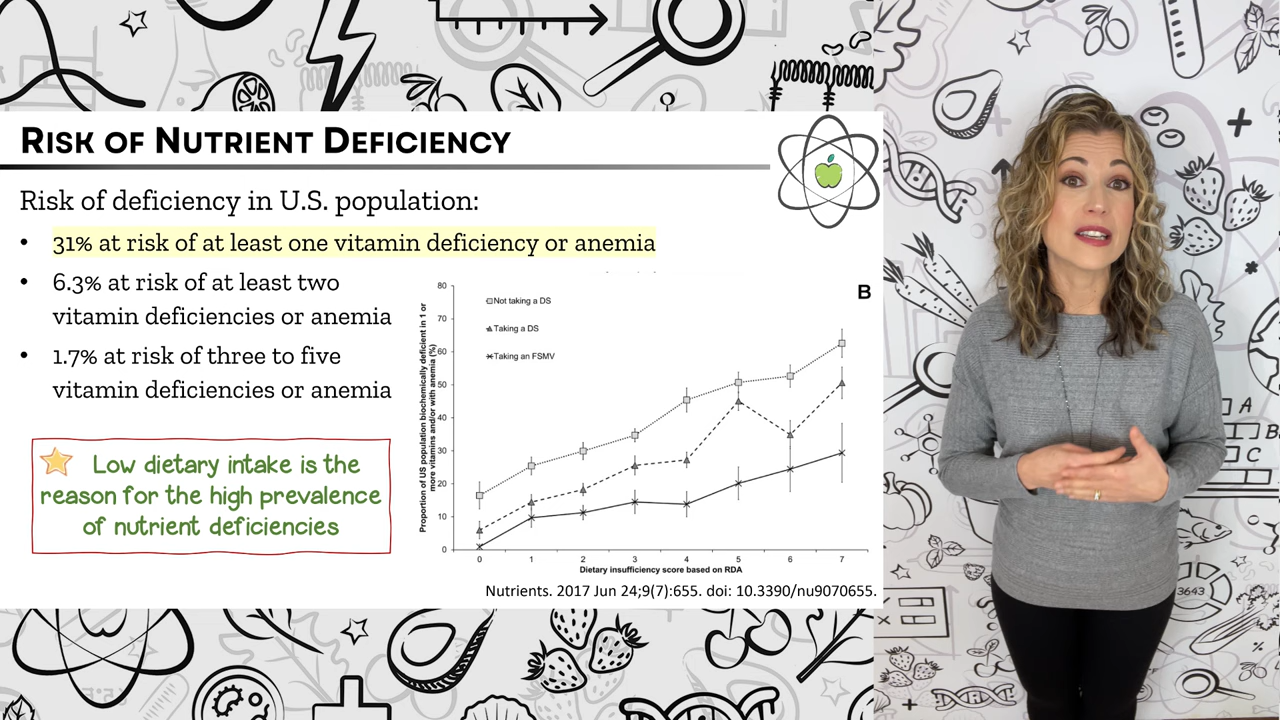 RISK OF NUTRIENT DEFICIENCY
Risk of deficiency in U.S. population:
• 31% at risk of at least one vitamin deficiency or anemia
• 6.3% at risk of at least two
vitamin deficiencies or anemia
• 1.7% at risk of three to five
vitamin deficiencies or anemia
Low dietary intake is the
reason for the high prevalence
of nutrient deficiencies
B
Proportion of US population biochemically deficient in 1 or
more vitamins and/or with anemia (%)
80
70
60
50
40
30
20
10
0
Not taking a DS
Taking a DS
Taking an FSMV
0 1 2 3 4 5 6 7
Dietary insufficiency score based on RDA
Nutrients. 2017 Jun 24;9(7):655. doi: 10.3390/nu9070655.
A
B
C
3643
x
%